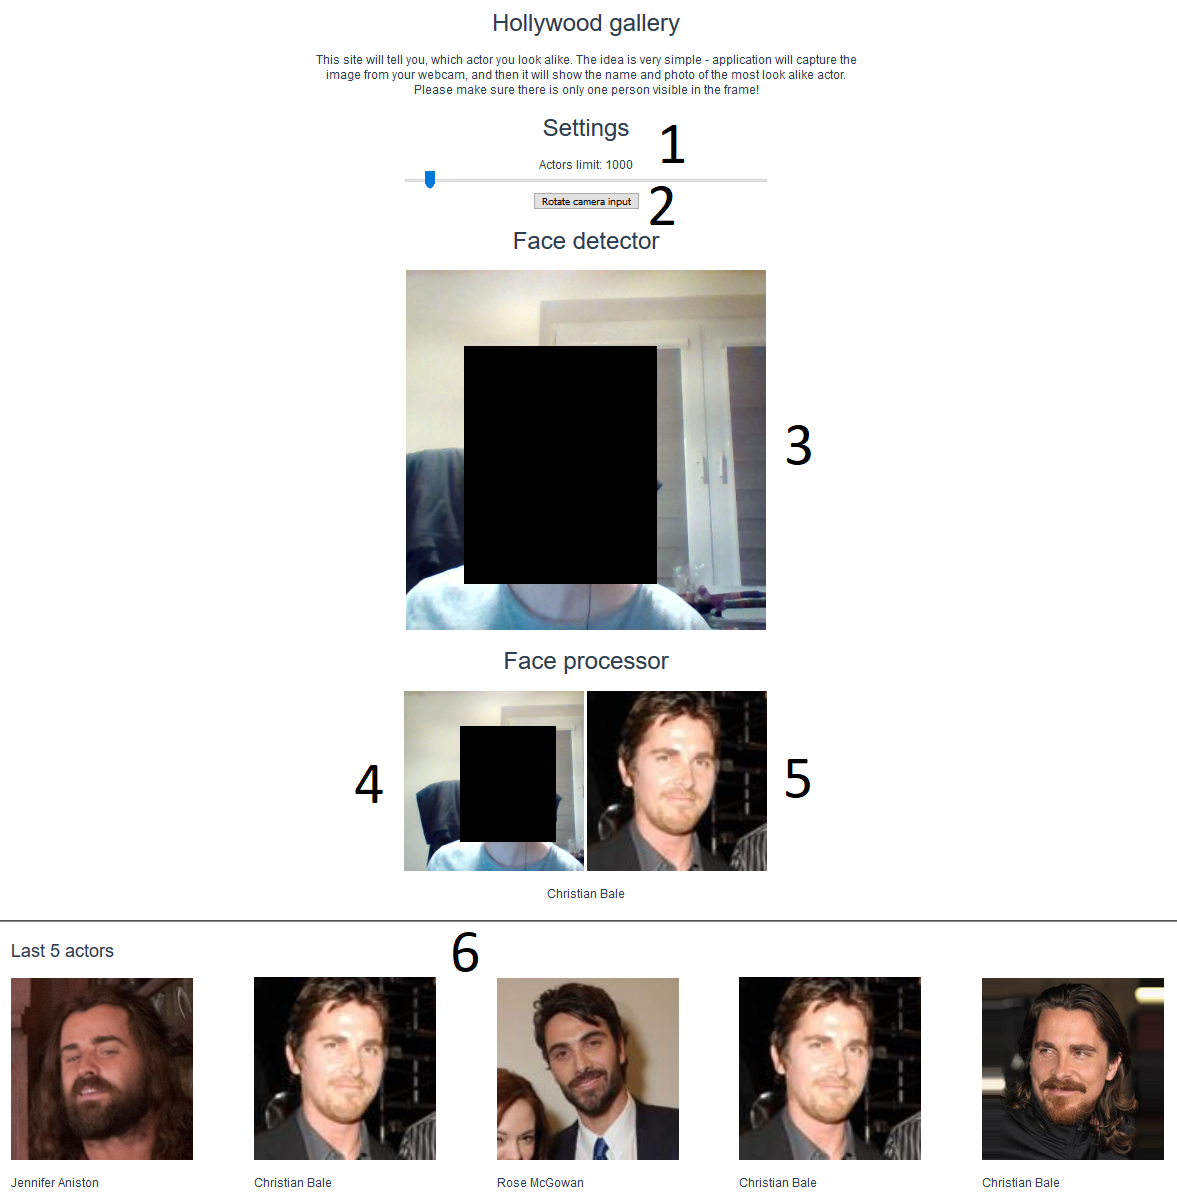 Hollywood gallery
This site will tell you, which actor you look alike. The idea is very simple - application will capture the
image from your webcam, and then it will show the name and photo of the most look alike actor.
Please make sure there is only one person visible in the frame!
Settings
1
Actors limit: 1000
Rotate camera input
2
Face detector
3
Face processor
4
5
Christian Bale
6
Last 5 actors
Jennifer Aniston
Christian Bale
Rose McGowan
Christian Bale
Christian Bale